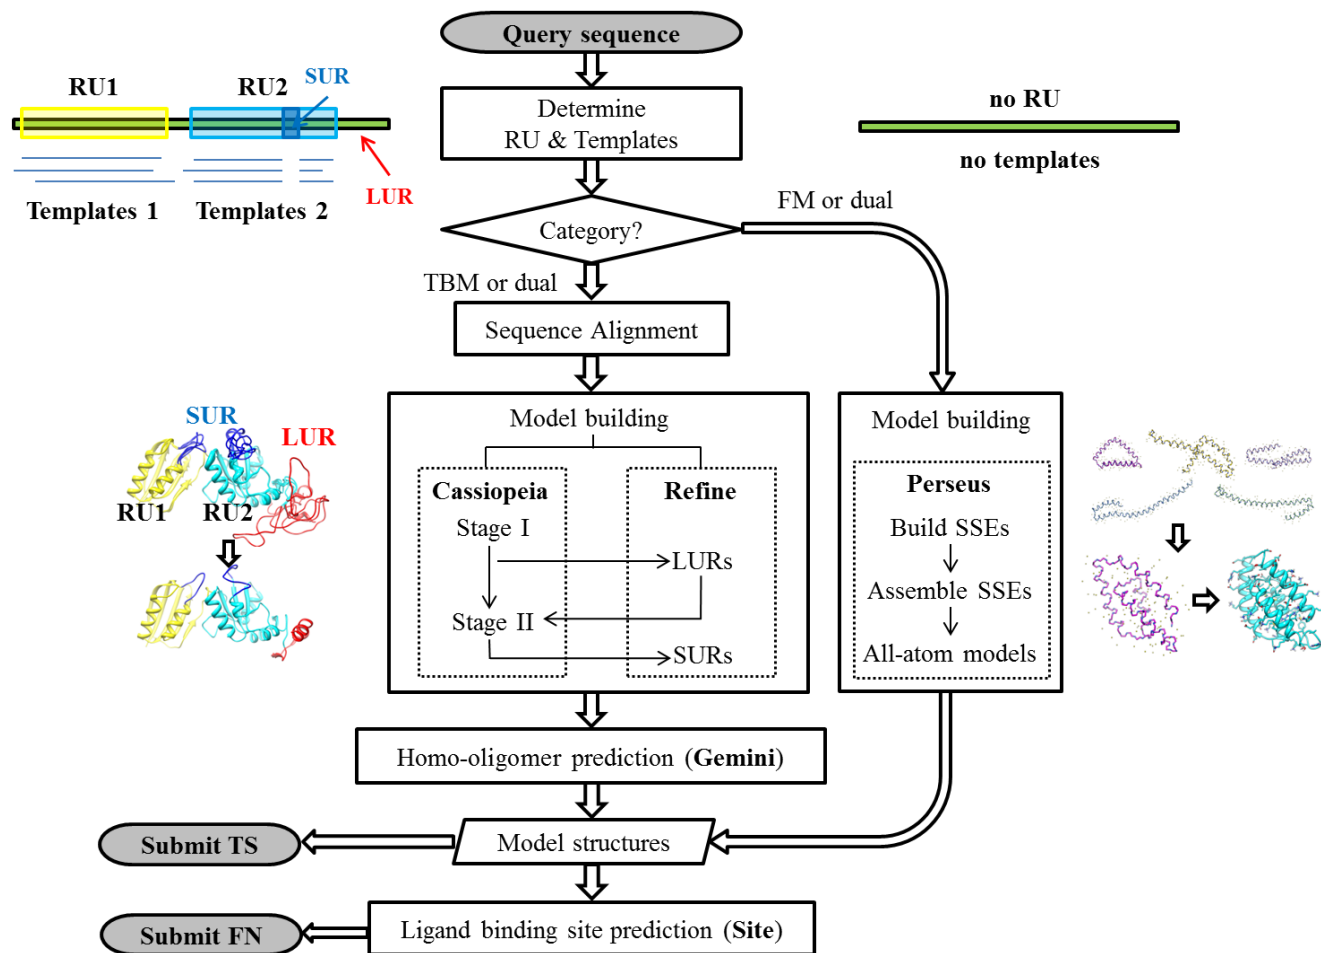 Query sequence
RU1
RU2
SUR
LUR
Templates 1
Templates 2
Determine
RU & Templates
no RU
no templates
Category?
FM or dual
TBM or dual
Sequence Alignment
SUR
LUR
RU1
RU2
Model building
Cassiopeia
Stage I
Stage II
Refine
LURs
SURs
Model building
Perseus
Build SSEs
Assemble SSEs
All-atom models
Homo-oligomer prediction (Gemini)
Submit TS
Model structures
Submit FN
Ligand binding site prediction (Site)